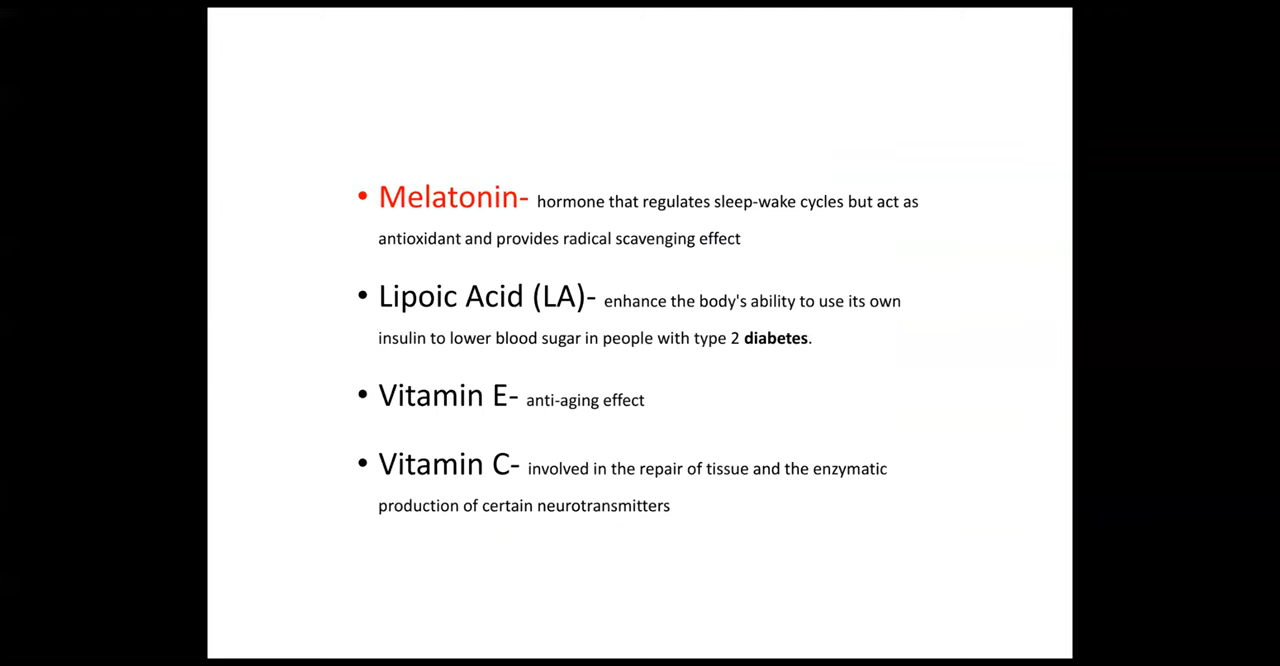 • Melatonin- hormone that regulates sleep-wake cycles but act as
antioxidant and provides radical scavenging effect
• Lipoic Acid (LA)- enhance the body's ability to use its own
insulin to lower blood sugar in people with type 2 diabetes.
• Vitamin E- anti-aging effect
• Vitamin C- involved in the repair of tissue and the enzymatic
production of certain neurotransmitters